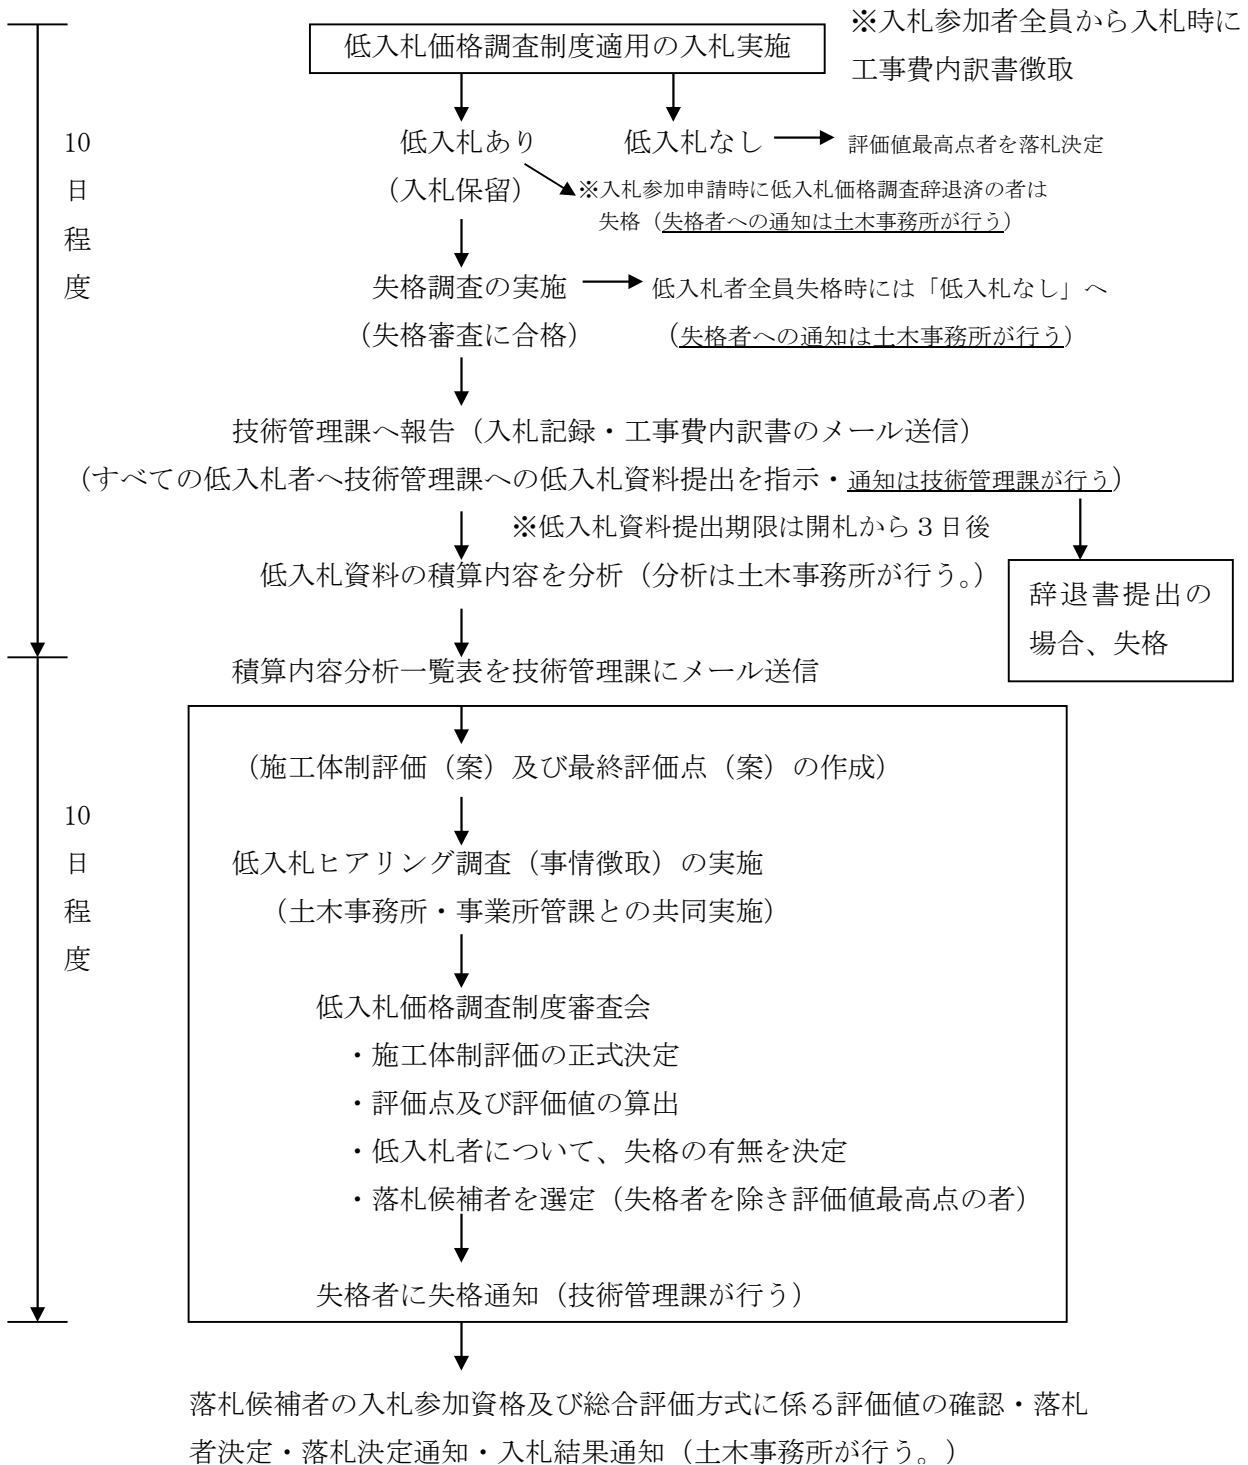 ※入札参加者全員から入札時に
工事費内訳書徴取
低入札価格調査制度適用の入札実施
低入札あり
低入札なし
評価値最高点者を落札決定
（入札保留）
※入札参加申請時に低入札価格調査辞退済の者は
失格（失格者への通知は土木事務所が行う）
失格調査の実施
低入札者全員失格時には「低入札なし」へ
（失格審査に合格）
（失格者への通知は土木事務所が行う）
10
日
程
度
技術管理課へ報告（入札記録・工事費内訳書のメール送信）
（すべての低入札者へ技術管理課への低入札資料提出を指示・通知は技術管理課が行う）
※低入札資料提出期限は開札から３日後
低入札資料の積算内容を分析（分析は土木事務所が行う。）
辞退書提出の
場合、失格
積算内容分析一覧表を技術管理課にメール送信
（施工体制評価（案）及び最終評価点（案）の作成）
10
日
程
度
低入札ヒアリング調査（事情徴取）の実施
（土木事務所・事業所管課との共同実施）
低入札価格調査制度審査会
・施工体制評価の正式決定
・評価点及び評価値の算出
・低入札者について、失格の有無を決定
・落札候補者を選定（失格者を除き評価値最高点の者）
失格者に失格通知（技術管理課が行う）
落札候補者の入札参加資格及び総合評価方式に係る評価値の確認・落札
者決定・落札決定通知・入札結果通知（土木事務所が行う。）